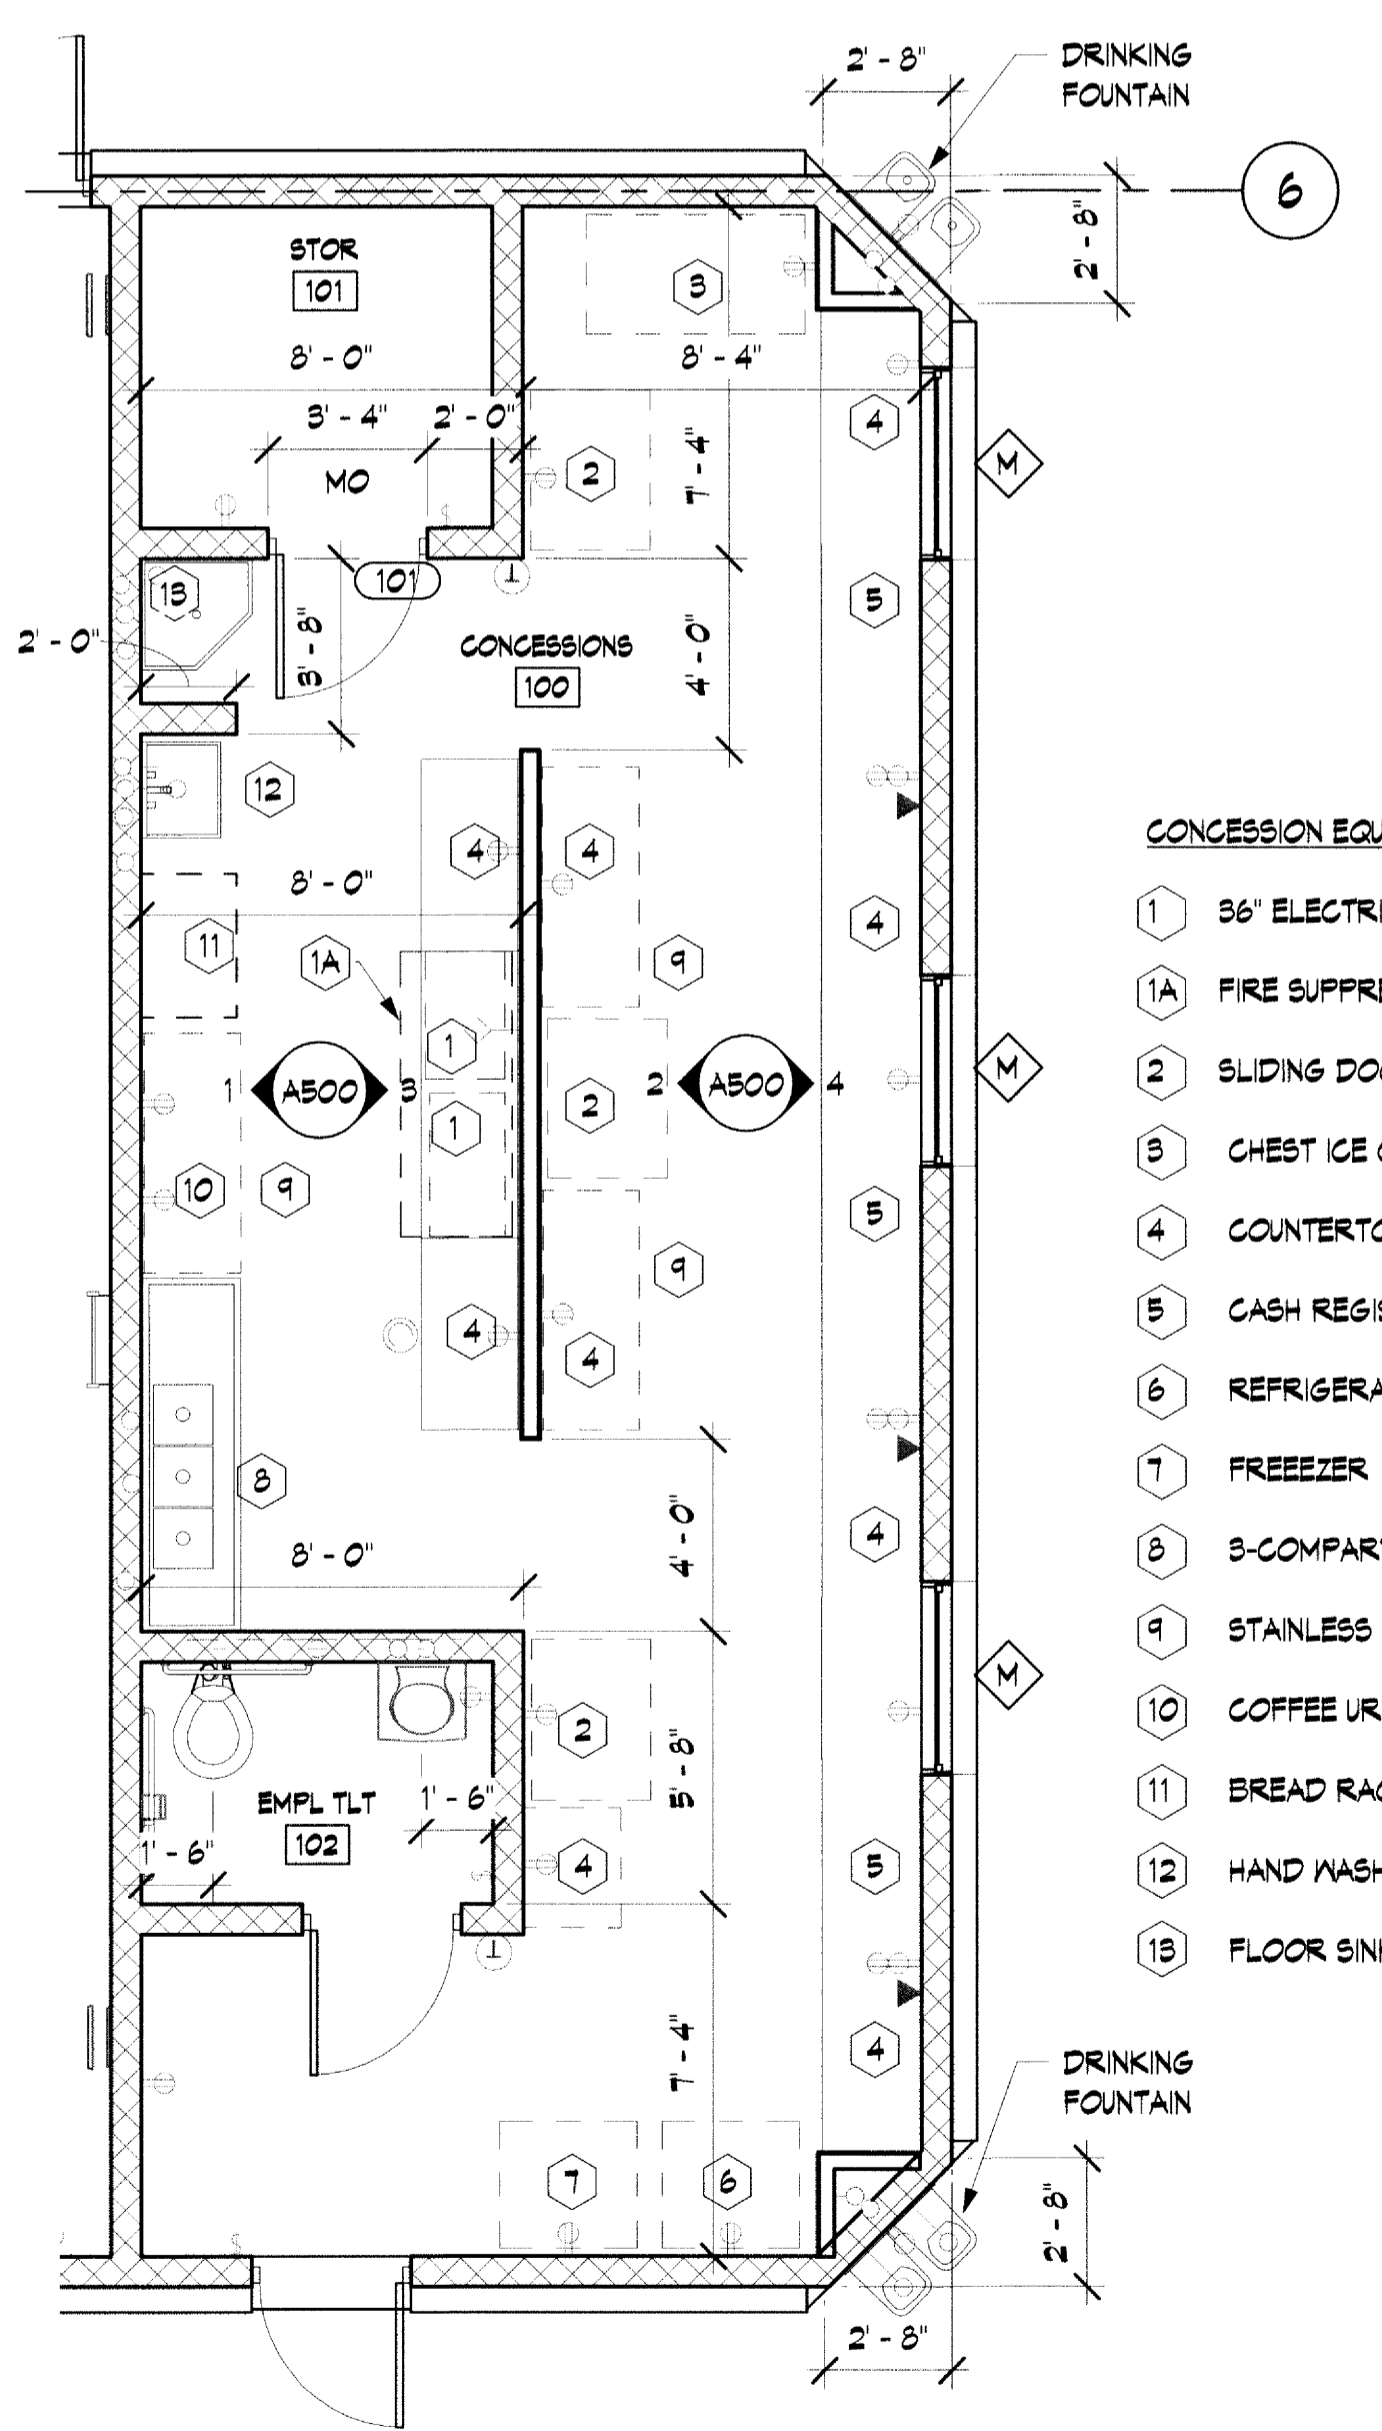 2' - 8"
DRINKING
FOUNTAIN
6
2' - 8"
STOR
101
3
8' - 0"
8' - 4"
3' - 4"
2' - 0"
4
MO
2
7' - 4"
M
13
101
5
2' - 0"
3' - 8"
CONCESSIONS
100
4' - 0"
12
4
4
8' - 0"
4
11
1A
9
1
1
A500
3
2
2
A500
4
M
1
10
9
5
9
4
4
8
4' - 0"
4
8' - 0"
M
2
5' - 8"
EMPL TLT
102
1' - 6"
1' - 6"
4
5
7' - 4"
4
DRINKING
FOUNTAIN
7
6
2' - 8"
2' - 8"
CONCESSION EQU
1 36" ELECTRI
1A FIRE SUPPRE
2 SLIDING DOO
3 CHEST ICE C
4 COUNTERTO
5 CASH REGIS
6 REFRIGERA
7 FREEEZER
8 3-COMPAR
9 STAINLESS
10 COFFEE UR
11 BREAD RAC
12 HAND WASH
13 FLOOR SIN